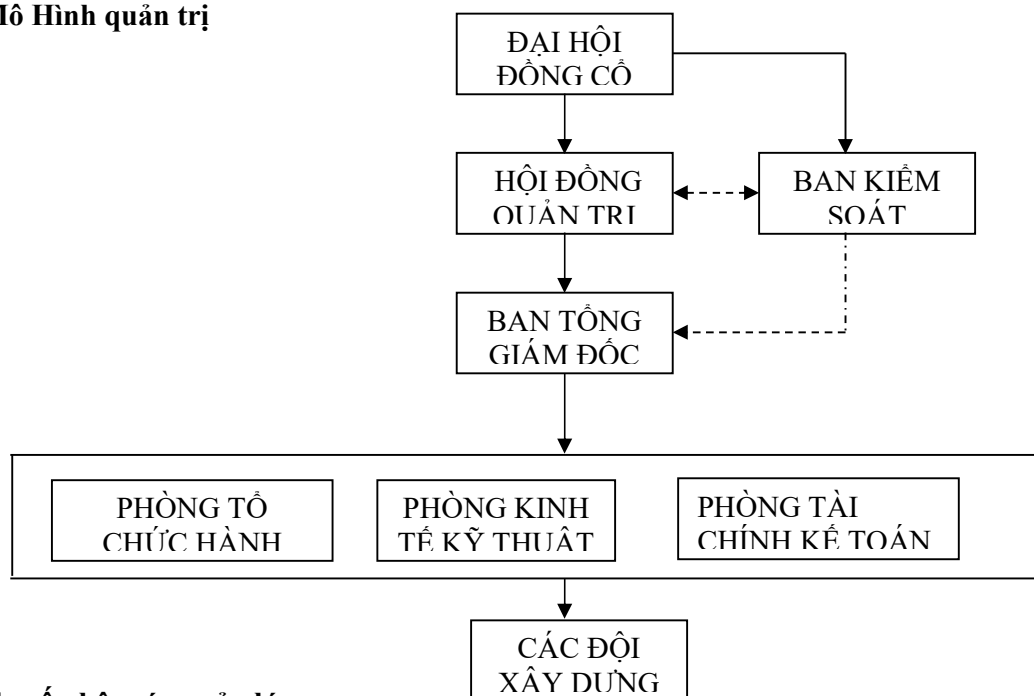 Mô Hình quản trị
ĐẠI HỘI
ĐỒNG CỔ
HỘI ĐỒNG
QUẢN TRỊ
BAN KIỂM
SOÁT
BAN TỔNG
GIÁM ĐỐC
PHÒNG TỔ
CHỨC HÀNH
PHÒNG KINH
TẾ KỸ THUẬT
PHÒNG TÀI
CHÍNH KẾ TOÁN
CÁC ĐỘI
XÂY DỰNG